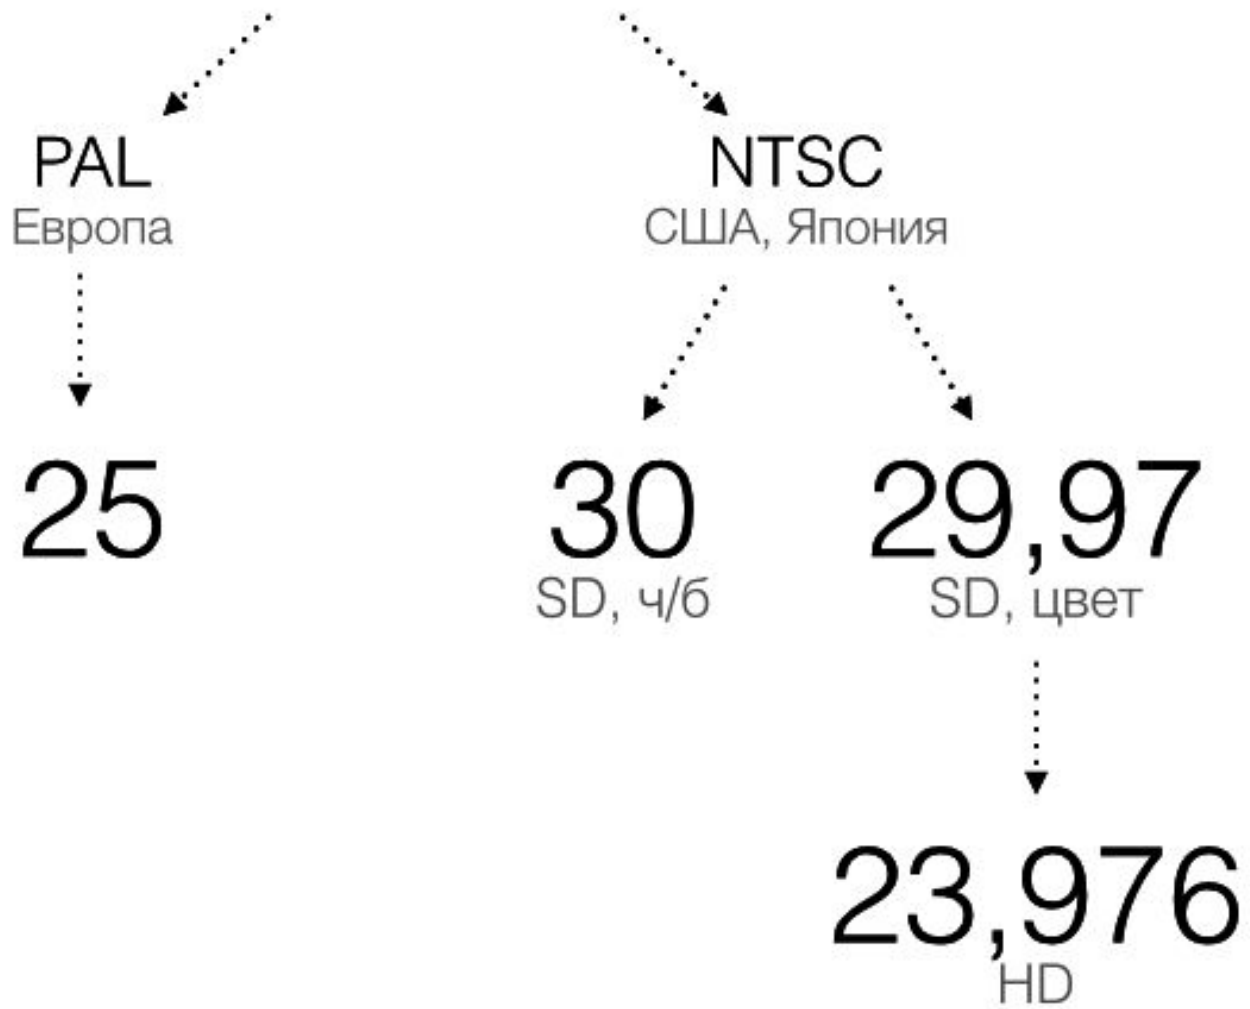 PAL
Европа
NTSC
США, Япония
25
30
SD, ч/б
29,97
SD, цвет
23,976
HD